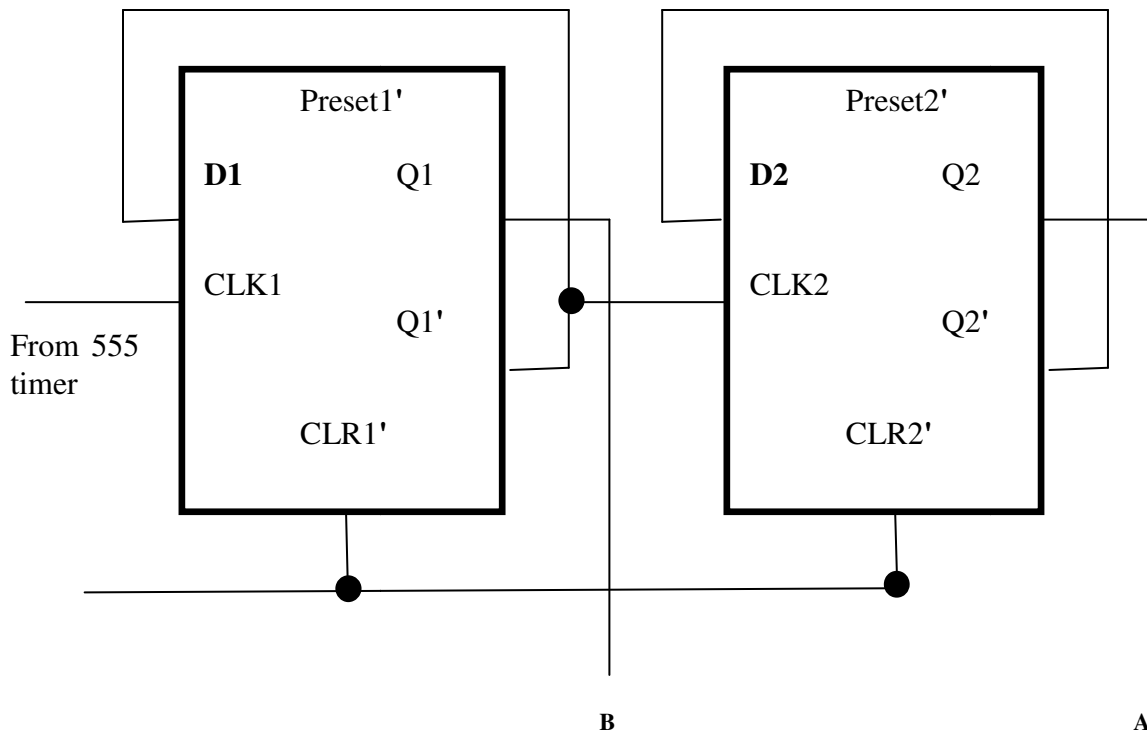 Preset1' Preset2'
D1 Q1 D2 Q2
CLK1 CLK2
Q1' Q2'
From 555
timer
CLR1' CLR2'
B A